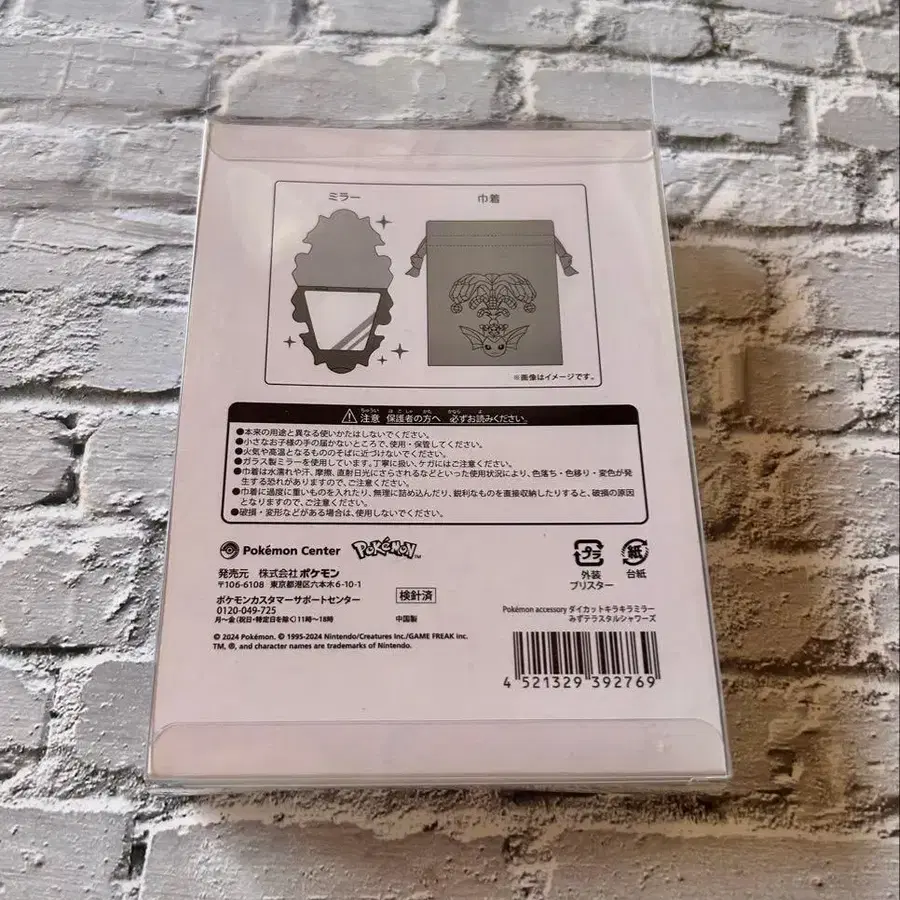 ミラー
巾着
※画像はイメージです。
ちゅうい ほごしゃ かた かなら よ
注意 保護者の方へ 必ずお読みください。
●本来の用途と異なる使いかたはしないでください。
●小さなお子様の手の届かないところで、使用・保管してください。
●火気や高温となるもののそばに近づけないでください。
●ガラス製ミラーを使用しています。丁寧に扱い、ケガにはご注意ください。
●巾着は水濡れや汗、摩擦、直射日光にさらされるなどといった使用状況により、色落ち・色移り・変色が発
生する恐れがありますので、ご注意ください。
●巾着に過度に重いものを入れたり、無理に詰め込んだり、鋭利なものを直接収納したりすると、破損の原因
となりますので、ご注意ください。
●破損・変形などがある場合は、使用しないでください。
Pokémon Center POKÉMON TM
発売元 株式会社ポケモン
〒106-6108 東京都港区六本木6-10-1
ポケモンカスタマーサポートセンター
0120-049-725
月〜金(祝日・特定日を除く)11時〜18時
検針済
中国製
プラ
外装
ブリスター
紙
台紙
© 2024 Pokémon. © 1995-2024 Nintendo/Creatures Inc./GAME FREAK inc.
TM, ®, and character names are trademarks of Nintendo.
Pokémon accessory ダイカットキラキラミラー
みずテラスタルシャワーズ
4 521329 392769